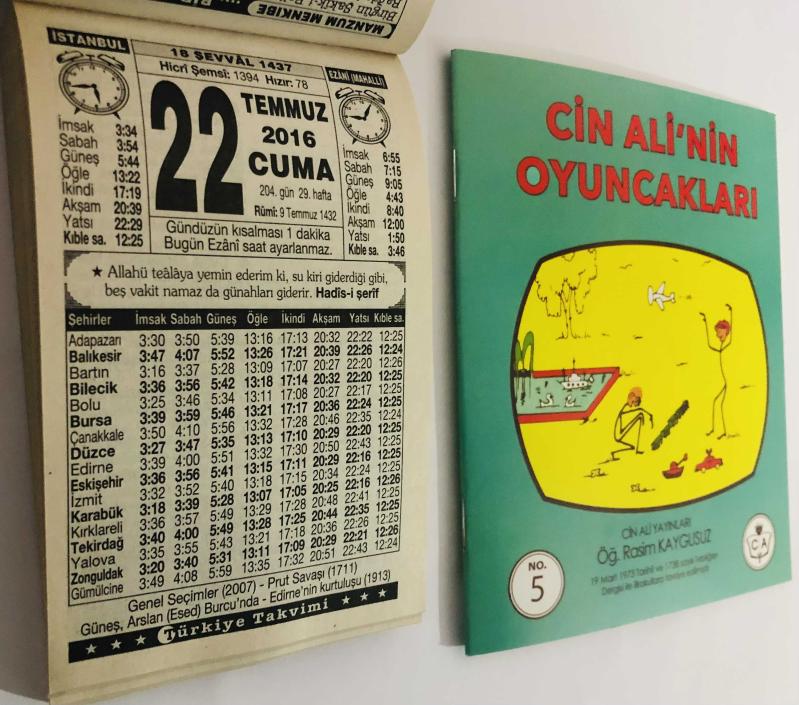 MANZUM MENKIBE
İSTANBUL
18 ŞEVVÂL 1437
Hicrî Şemsî: 1394 Hızır: 78
EZÂNÎ (MAHALLÎ)
22
TEMMUZ
2016
CUMA
204. gün 29. hafta
Rûmî: 9 Temmuz 1432
İmsak 3:34
Sabah 3:54
Güneş 5:44
Öğle 13:22
İkindi 17:19
Akşam 20:39
Yatsı 22:29
Kıble sa. 12:25
İmsak 6:55
Sabah 7:15
Güneş 9:05
Öğle 4:43
İkindi 8:40
Akşam 12:00
Yatsı 1:50
Kıble sa. 3:46
Gündüzün kısalması 1 dakika
Bugün Ezânî saat ayarlanmaz.
★ Allahü teâlâya yemin ederim ki, su kiri giderdiği gibi,
beş vakit namaz da günahları giderir. Hadîs-i şerîf
Şehirler İmsak Sabah Güneş Öğle İkindi Akşam Yatsı Kıble sa.
Adapazarı 3:30 3:50 5:39 13:16 17:13 20:32 22:22 12:25
Balıkesir 3:47 4:07 5:52 13:26 17:21 20:39 22:26 12:24
Bartın 3:16 3:37 5:28 13:09 17:07 20:27 22:20 12:26
Bilecik 3:36 3:56 5:42 13:18 17:14 20:32 22:20 12:25
Bolu 3:25 3:46 5:34 13:11 17:08 20:27 22:17 12:25
Bursa 3:39 3:59 5:46 13:21 17:17 20:36 22:24 12:25
Çanakkale 3:50 4:10 5:56 13:32 17:28 20:46 22:35 12:24
Düzce 3:27 3:47 5:35 13:13 17:10 20:29 22:20 12:25
Edirne 3:39 4:00 5:51 13:32 17:30 20:50 22:43 12:25
Eskişehir 3:36 3:56 5:41 13:15 17:11 20:29 22:16 12:25
İzmit 3:32 3:52 5:40 13:18 17:15 20:34 22:24 12:25
Karabük 3:18 3:39 5:28 13:07 17:05 20:25 22:16 12:26
Kırklareli 3:36 3:57 5:49 13:29 17:28 20:48 22:41 12:25
Tekirdağ 3:40 4:00 5:49 13:28 17:25 20:44 22:35 12:25
Yalova 3:35 3:55 5:43 13:21 17:18 20:36 22:26 12:25
Zonguldak 3:20 3:40 5:31 13:11 17:09 20:29 22:21 12:26
Gümülcine 3:49 4:08 5:59 13:35 17:32 20:51 22:43 12:24
Genel Seçimler (2007) - Prut Savaşı (1711)
Güneş, Arslan (Esed) Burcu'nda - Edirne'nin kurtuluşu (1913)
★ ★ ★ Türkiye Takvimi ★ ★ ★
CİN ALİ'NİN
OYUNCAKLARI
CİN ALİ YAYINLARI
Öğ. Rasim KAYGUSUZ
19 Mart 1973 Tarihli ve 1738 sayılı Tebliğler
Dergisi ile ilkokullara tavsiye edilmiştir.
NO.
5
C A